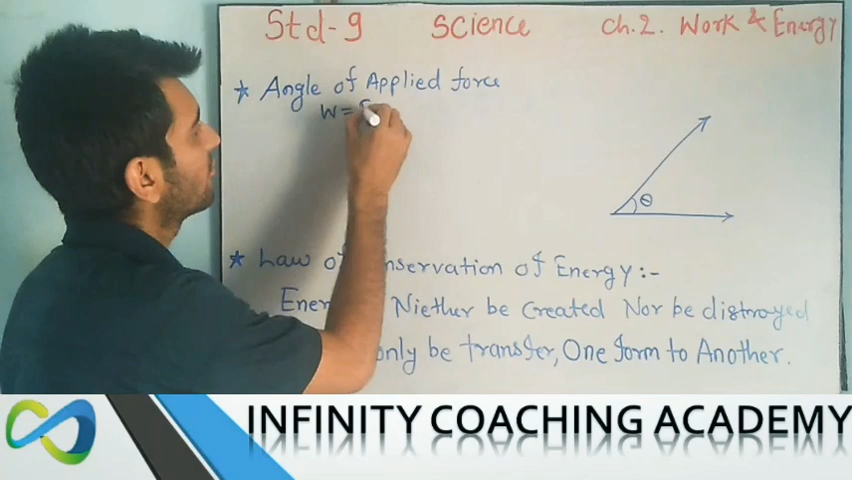 Std-9 Science Ch.2. Work & Energy
* Angle of Applied force
W=
θ
* Law of Conservation of Energy:-
Niether be Created Nor be distroyed
only be transfer, One form to Another.
INFINITY COACHING ACADEMY